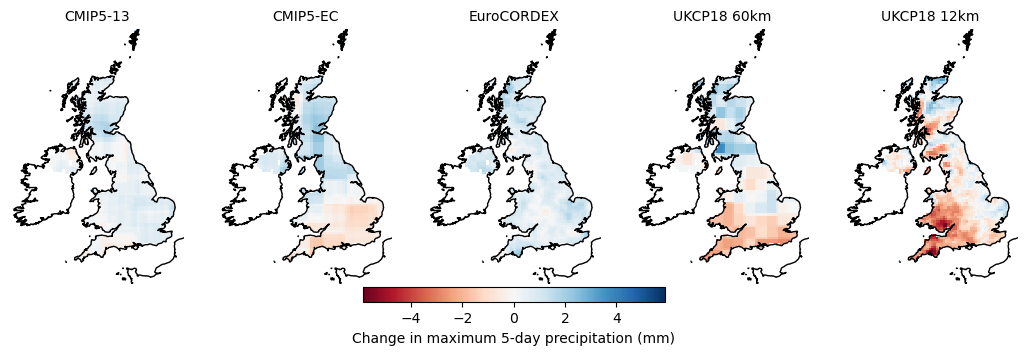 CMIP5-13 CMIP5-EC EuroCORDEX UKCP18 60km UKCP18 12km
−4 −2 0 2 4
Change in maximum 5-day precipitation (mm)